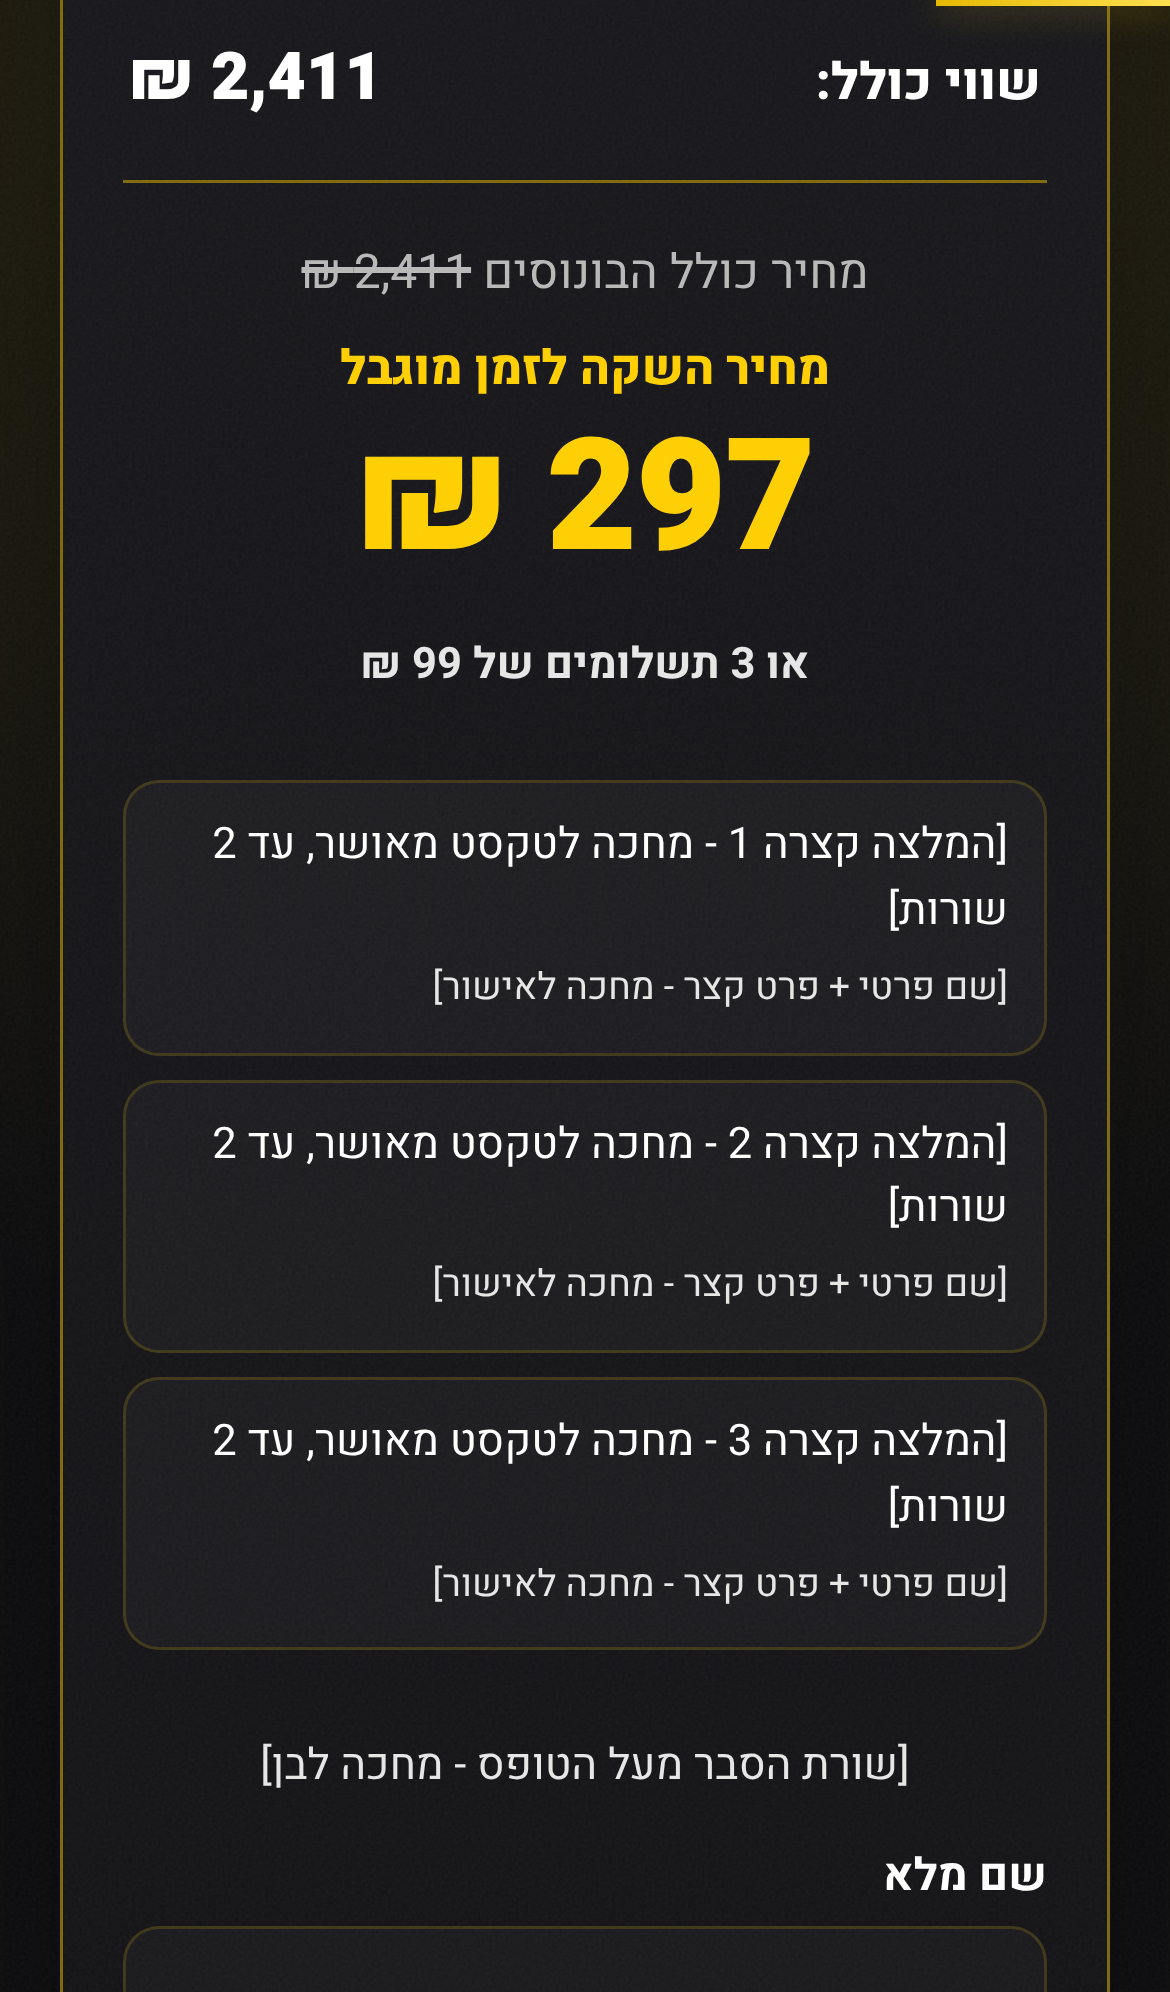 שווי כולל: 2,411 ₪
מחיר כולל הבונוסים 2,411 ₪
מחיר השקה לזמן מוגבל
297 ₪
או 3 תשלומים של 99 ₪
[המלצה קצרה 1 - מחכה לטקסט מאושר, עד 2
שורות]
[שם פרטי + פרט קצר - מחכה לאישור]
[המלצה קצרה 2 - מחכה לטקסט מאושר, עד 2
שורות]
[שם פרטי + פרט קצר - מחכה לאישור]
[המלצה קצרה 3 - מחכה לטקסט מאושר, עד 2
שורות]
[שם פרטי + פרט קצר - מחכה לאישור]
[שורת הסבר מעל הטופס - מחכה לבן]
שם מלא